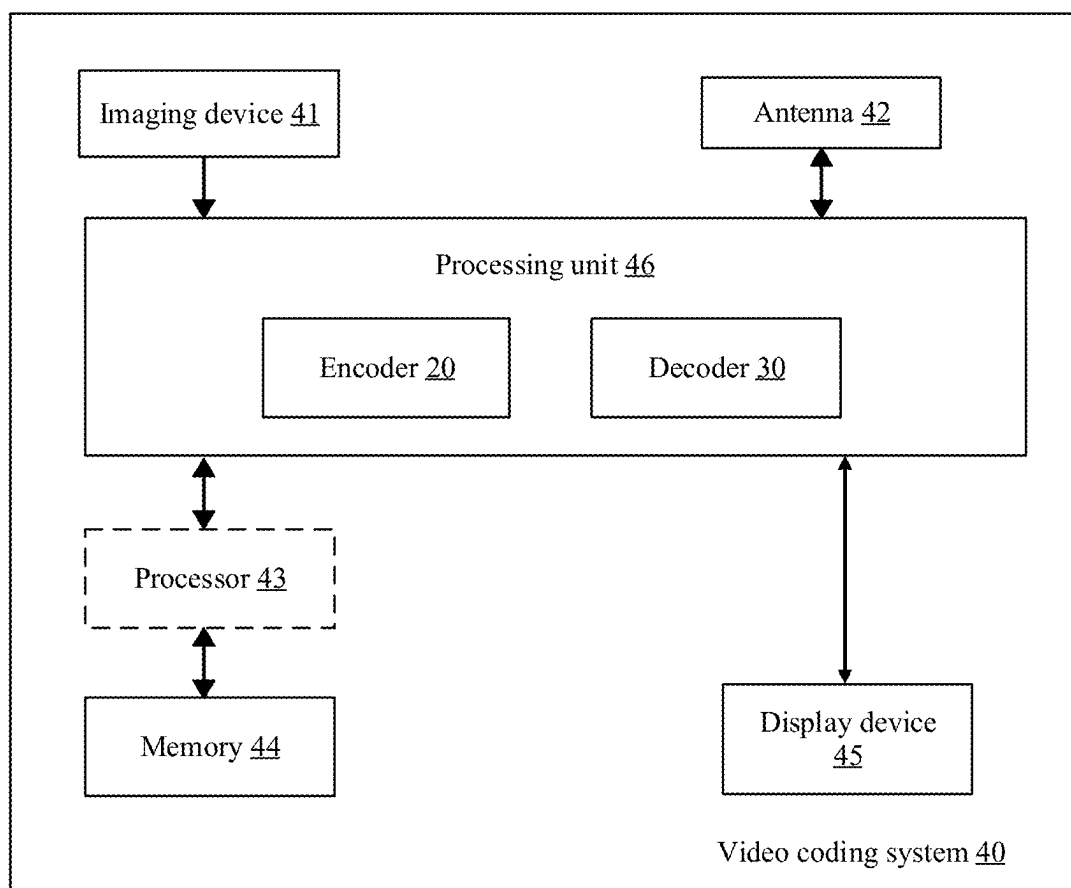 Imaging device 41
Antenna 42
Processing unit 46
Encoder 20
Decoder 30
Processor 43
Memory 44
Display device
45
Video coding system 40